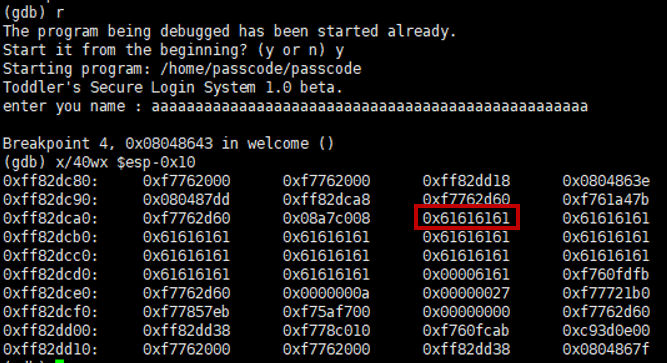 (gdb) r
The program being debugged has been started already.
Start it from the beginning? (y or n) y
Starting program: /home/passcode/passcode
Toddler's Secure Login System 1.0 beta.
enter you name : aaaaaaaaaaaaaaaaaaaaaaaaaaaaaaaaaaaaaaaaaaaaaaaaaa
Breakpoint 4, 0x08048643 in welcome ()
(gdb) x/40wx $esp-0x10
0xff82dc80: 0xf7762000 0xf7762000 0xff82dd18 0x0804863e
0xff82dc90: 0x080487dd 0xff82dca8 0xf7762d60 0xf761a47b
0xff82dca0: 0xf7762d60 0x08a7c008 0x61616161 0x61616161
0xff82dcb0: 0x61616161 0x61616161 0x61616161 0x61616161
0xff82dcc0: 0x61616161 0x61616161 0x61616161 0x61616161
0xff82dcd0: 0x61616161 0x61616161 0x00006161 0xf760fdfb
0xff82dce0: 0xf7762d60 0x0000000a 0x00000027 0xf77721b0
0xff82dcf0: 0xf77857eb 0xf75af700 0x00000000 0xf7762d60
0xff82dd00: 0xff82dd38 0xf778c010 0xf760fcab 0xc93d0e00
0xff82dd10: 0xf7762000 0xf7762000 0xff82dd38 0x0804867f